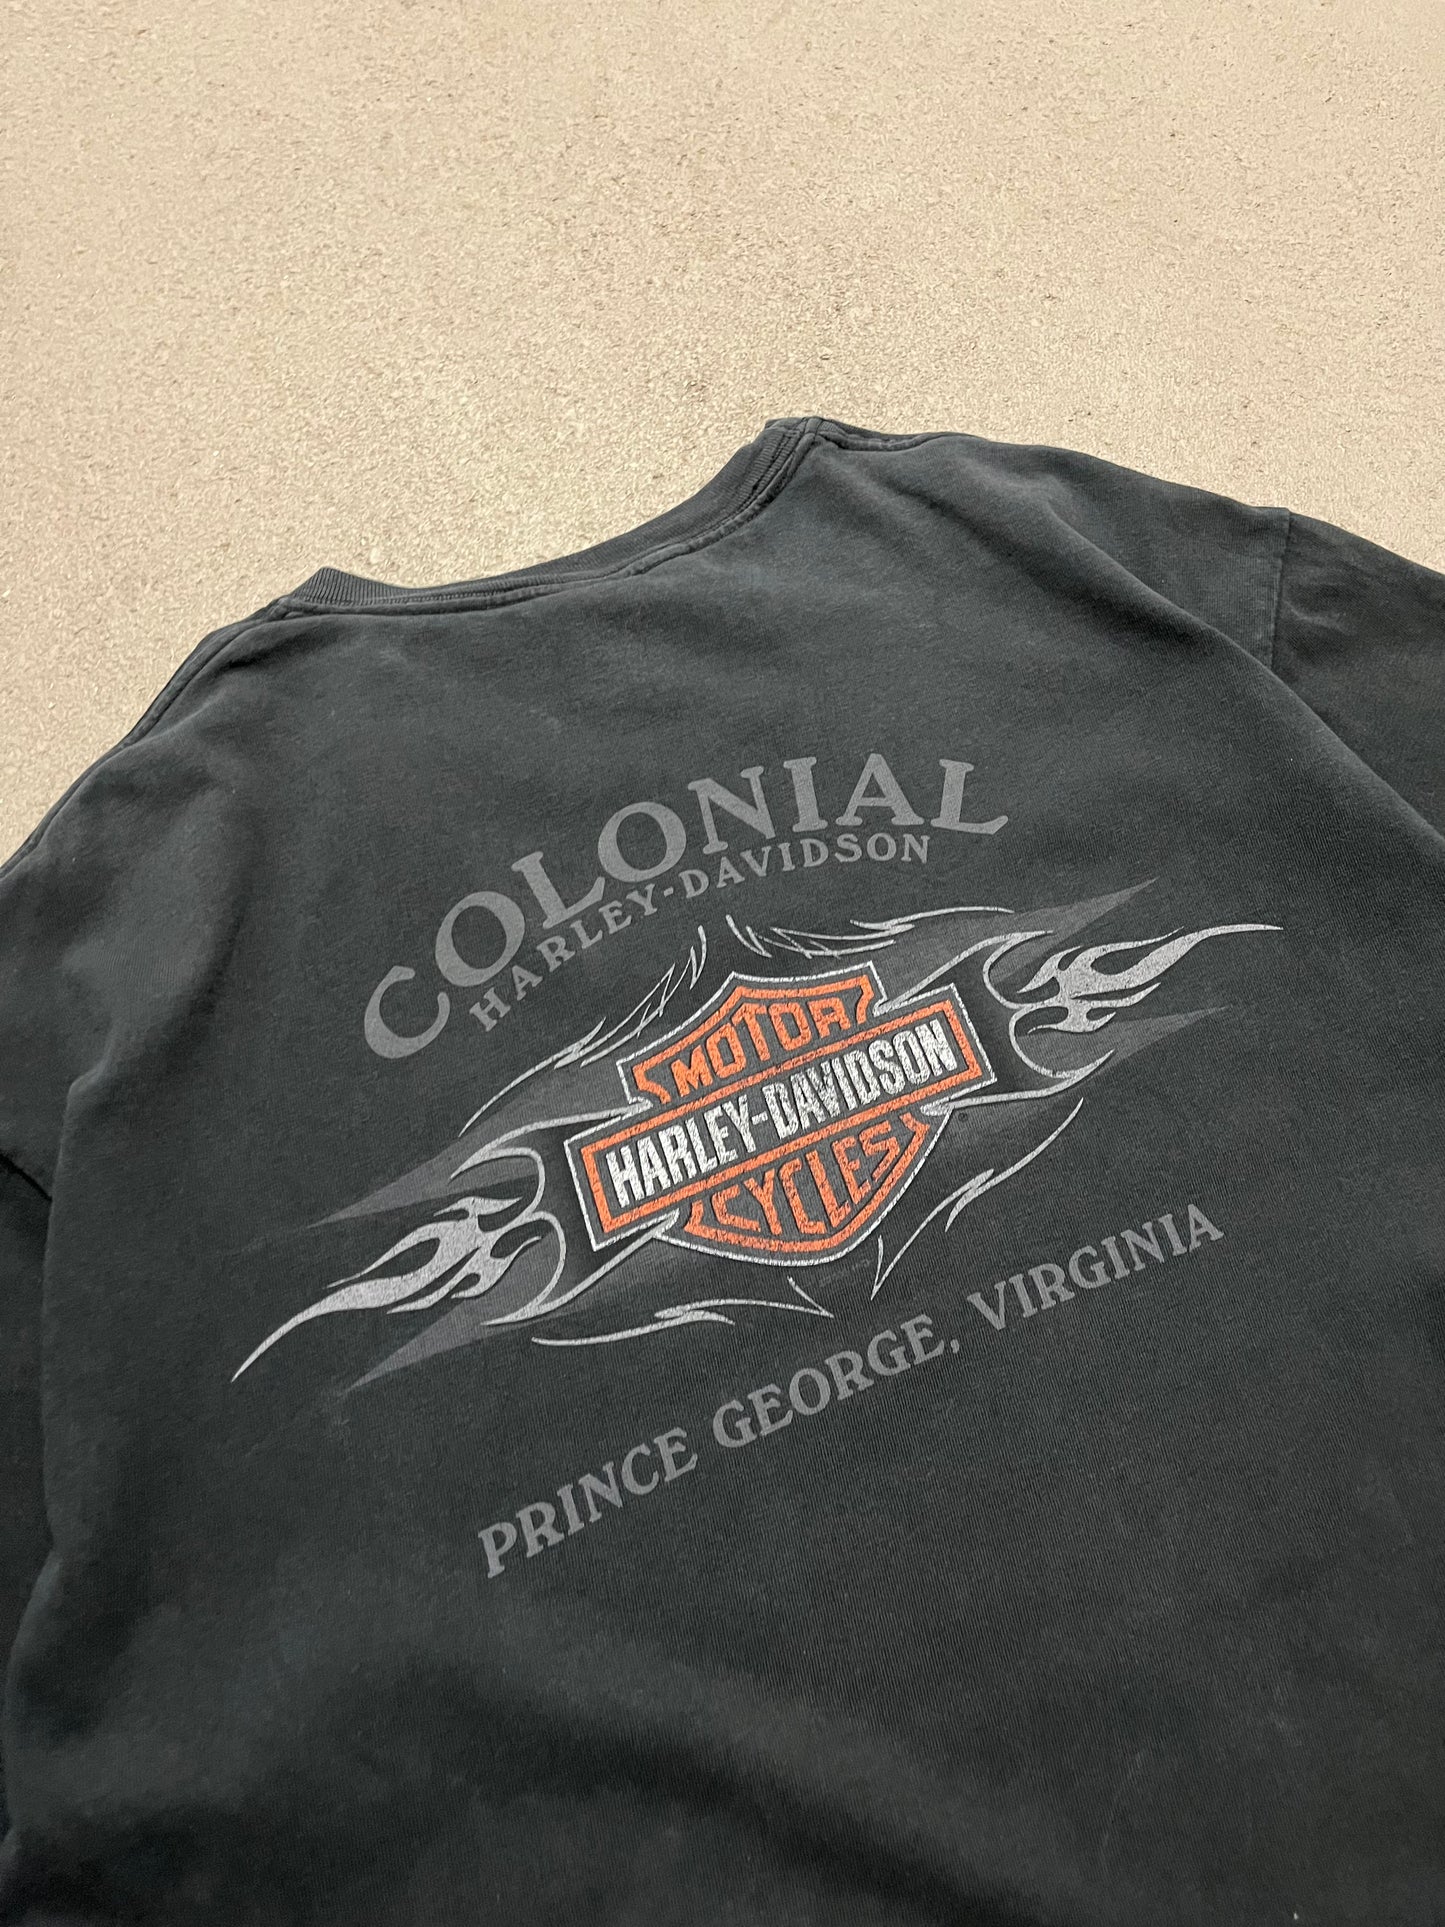 COLONIAL
HARLEY-DAVIDSON
MOTOR
HARLEY-DAVIDSON
CYCLES
PRINCE GEORGE, VIRGINIA